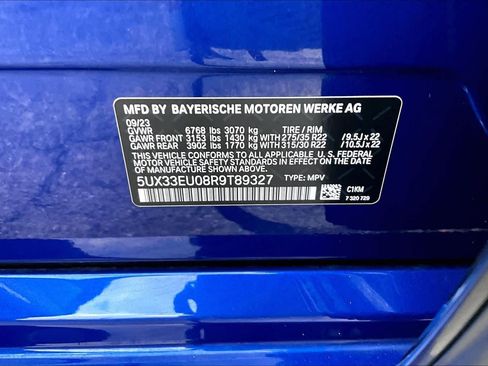 MFD BY BAYERISCHE MOTOREN WERKE AG
09/23
GVWR 6768 lbs 3070 kg TIRE / RIM
GAWR FRONT 3153 lbs 1430 kg WITH 275/35 R22 / 9.5J x 22
GAWR REAR 3902 lbs 1770 kg WITH 315/30 R22 / 10.5J x 22
THIS VEHICLE CONFORMS TO ALL APPLICABLE U. S. FEDERAL
MOTOR VEHICLE SAFETY STANDARDS IN EFFECT ON THE DATE
OF MANUFACTURE SHOWN ABOVE.
5UX33EU08R9T89327 TYPE: MPV C1KM
7 320 729